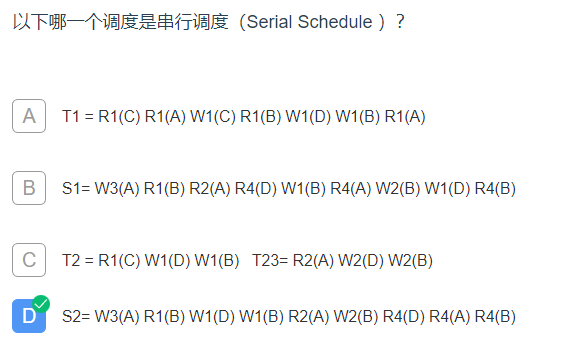 以下哪一个调度是串行调度（Serial Schedule ）？
A T1 = R1(C) R1(A) W1(C) R1(B) W1(D) W1(B) R1(A)
B S1= W3(A) R1(B) R2(A) R4(D) W1(B) R4(A) W2(B) W1(D) R4(B)
C T2 = R1(C) W1(D) W1(B) T23= R2(A) W2(D) W2(B)
D S2= W3(A) R1(B) W1(D) W1(B) R2(A) W2(B) R4(D) R4(A) R4(B)